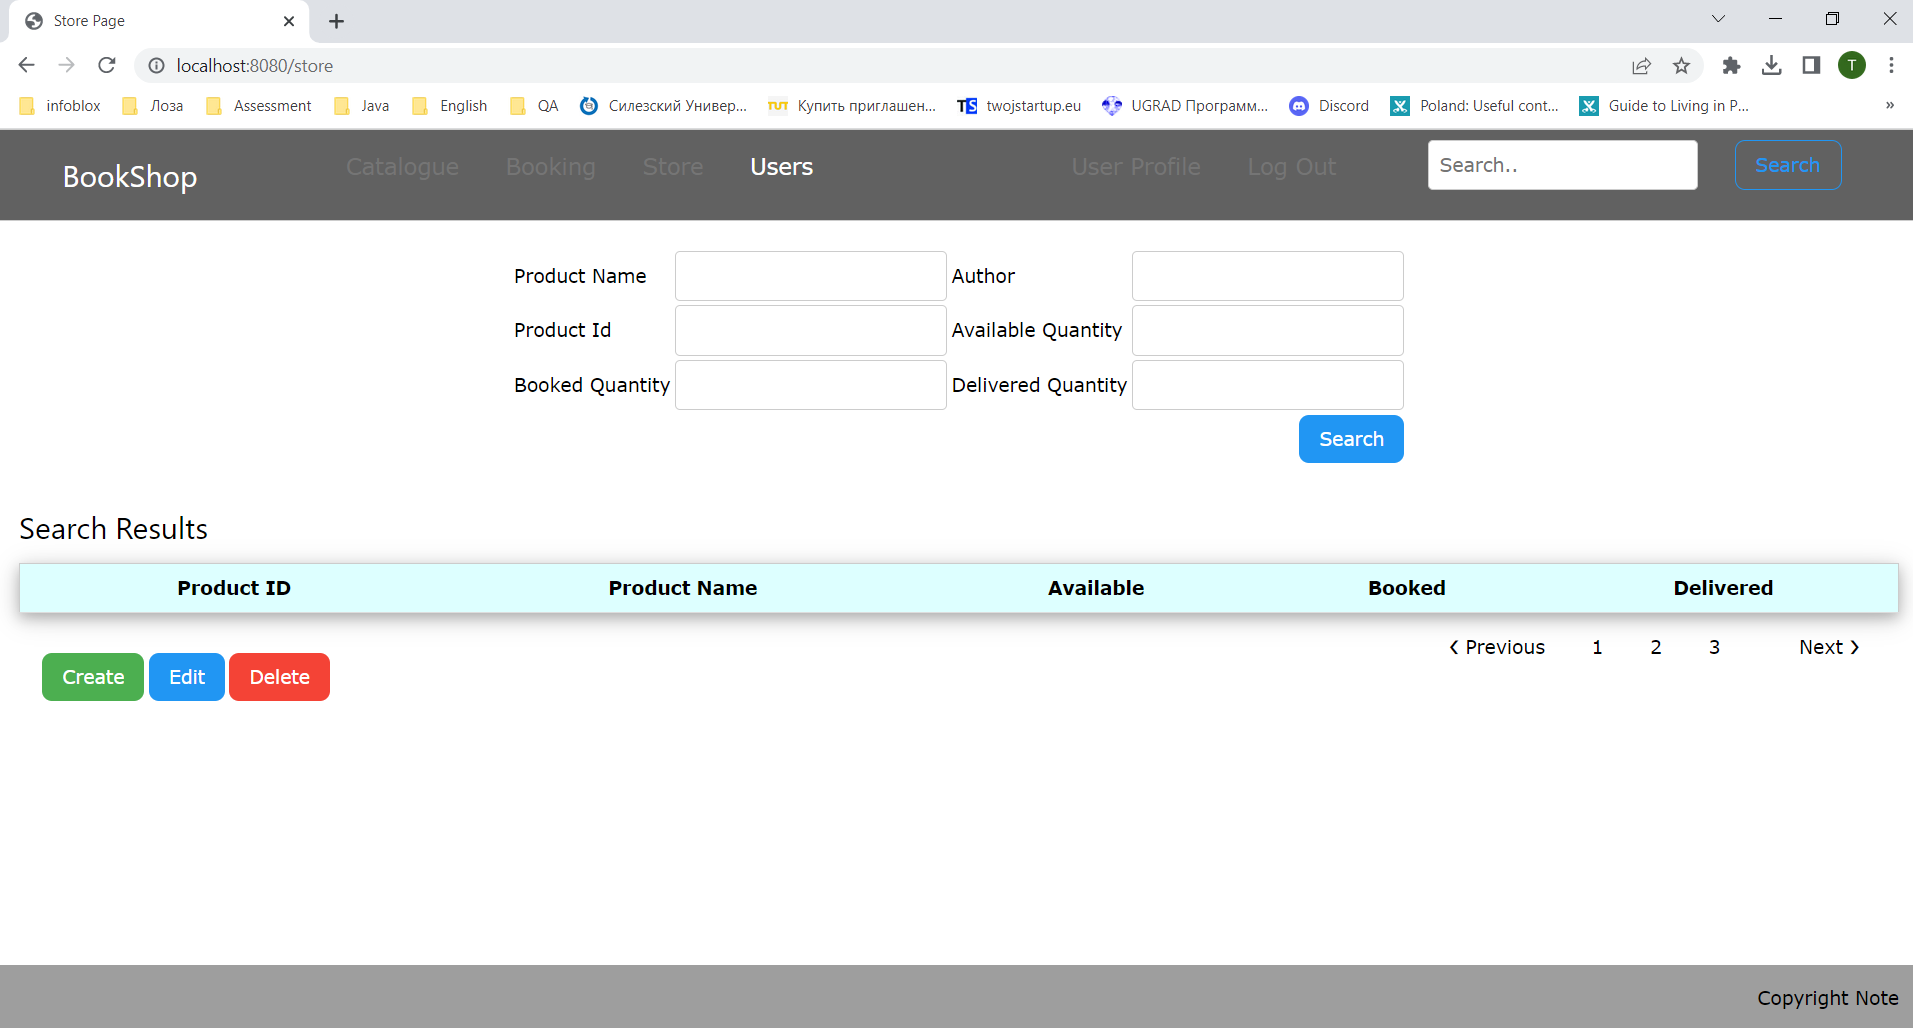 Store Page
localhost:8080/store
T
infoblox Лоза Assessment Java English QA Силезский Универ... TUT Купить приглашен... TS twojstartup.eu UGRAD Программ... Discord Poland: Useful cont... Guide to Living in P... »
BookShop Catalogue Booking Store Users User Profile Log Out Search.. Search
Product Name Author
Product Id Available Quantity
Booked Quantity Delivered Quantity
Search
Search Results
Product ID Product Name Available Booked Delivered
‹ Previous 1 2 3 Next ›
Create Edit Delete
Copyright Note